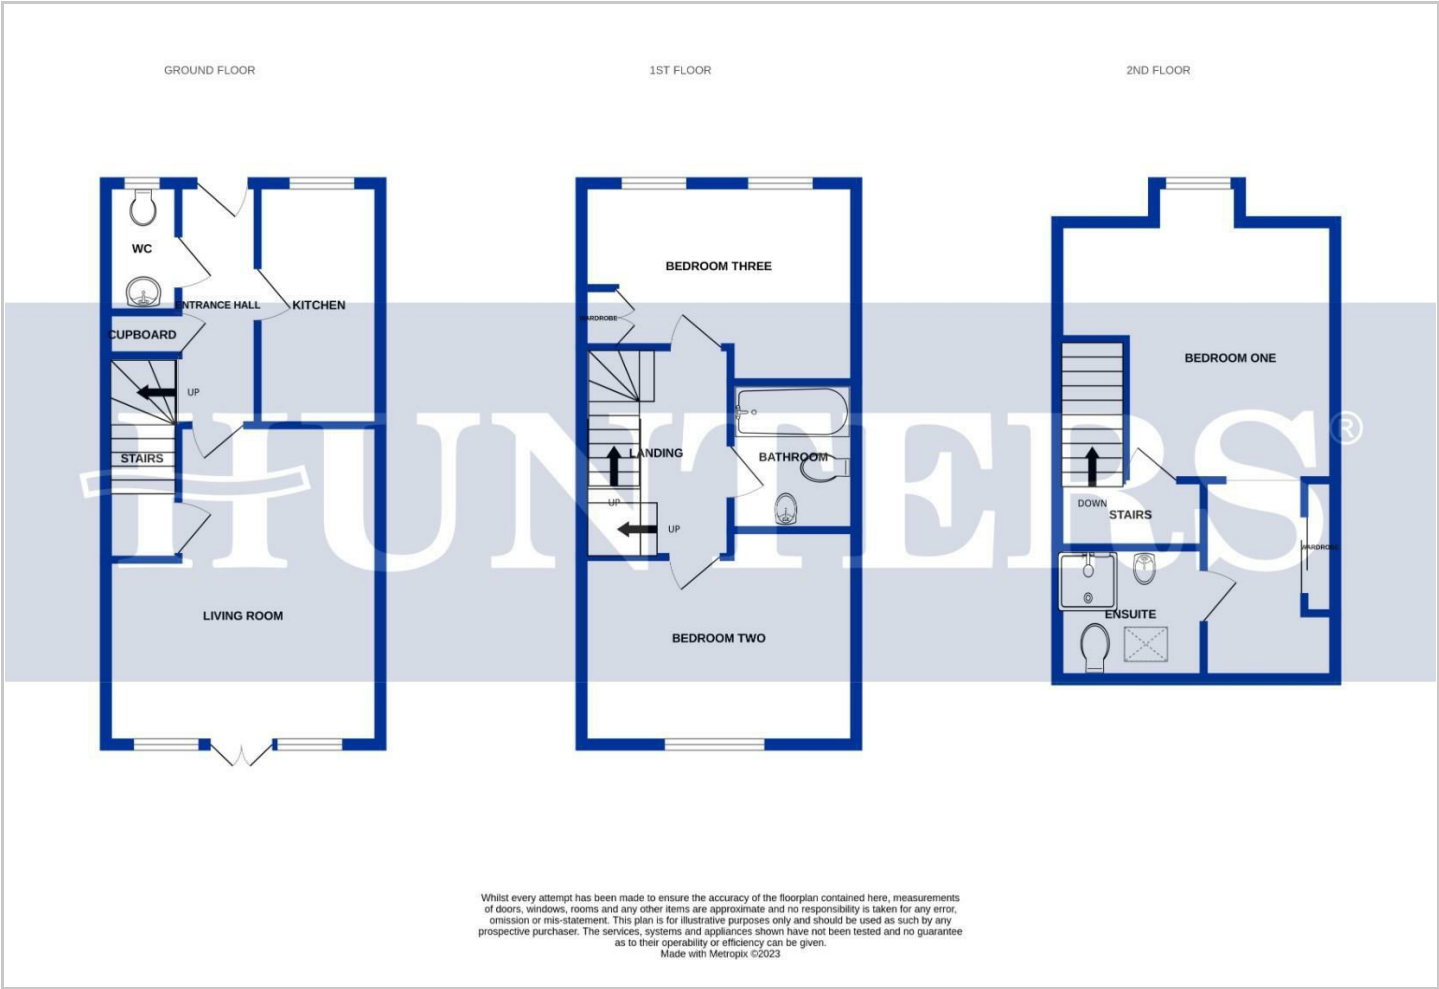 GROUND FLOOR
1ST FLOOR
2ND FLOOR
WC
ENTRANCE HALL
KITCHEN
CUPBOARD
UP
STAIRS
LIVING ROOM
BEDROOM THREE
WARDROBE
LANDING
BATHROOM
UP
UP
BEDROOM TWO
BEDROOM ONE
DOWN
STAIRS
WARDROBE
ENSUITE
HUNTERS®
Whilst every attempt has been made to ensure the accuracy of the floorplan contained here, measurements
of doors, windows, rooms and any other items are approximate and no responsibility is taken for any error,
omission or mis-statement. This plan is for illustrative purposes only and should be used as such by any
prospective purchaser. The services, systems and appliances shown have not been tested and no guarantee
as to their operability or efficiency can be given.
Made with Metropix ©2023